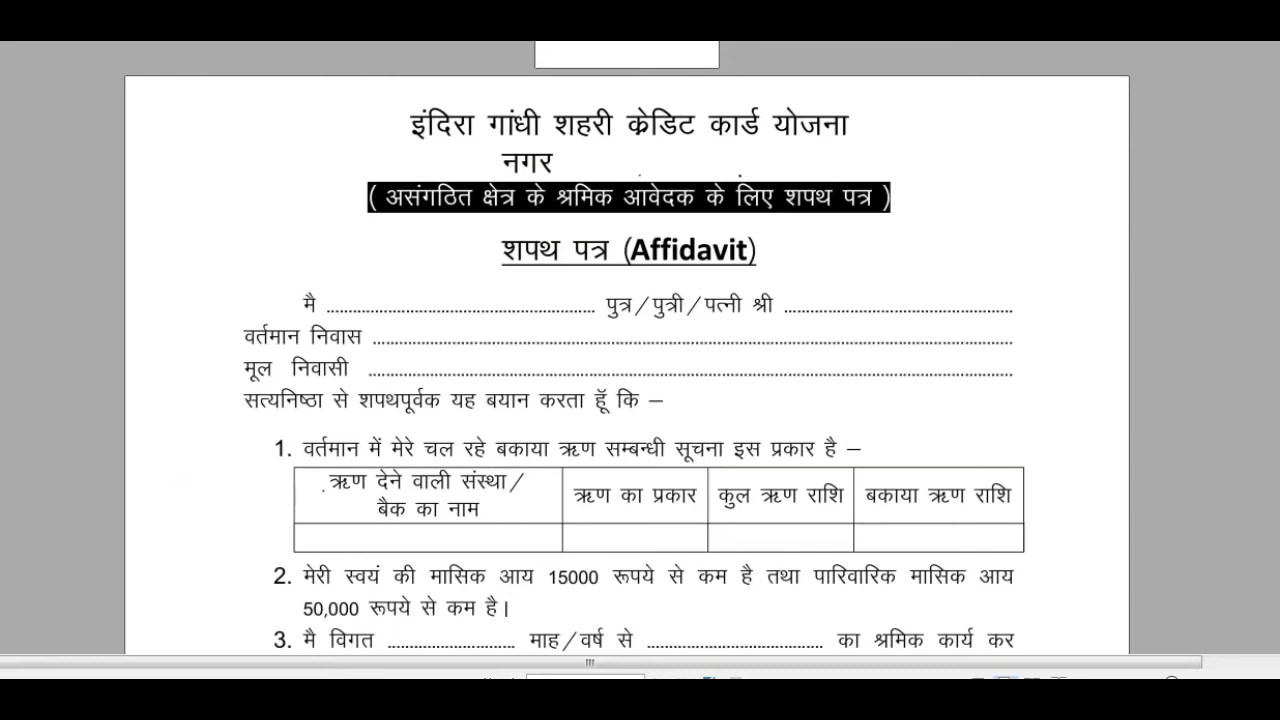 इंदिरा गांधी शहरी क्रेडिट कार्ड योजना
नगर
( असंगठित क्षेत्र के श्रमिक आवेदक के लिए शपथ पत्र )
शपथ पत्र (Affidavit)
मै ................................................ पुत्र/पुत्री/पत्नी श्री .........................................
वर्तमान निवास ....................................................................................................................
मूल निवासी ....................................................................................................................
सत्यनिष्ठा से शपथपूर्वक यह बयान करता हूॅ कि –
1. वर्तमान में मेरे चल रहे बकाया ऋण सम्बन्धी सूचना इस प्रकार है –
ऋण देने वाली संस्था/
बैक का नाम
ऋण का प्रकार
कुल ऋण राशि
बकाया ऋण राशि
2. मेरी स्वयं की मासिक आय 15000 रूपये से कम है तथा पारिवारिक मासिक आय
50,000 रूपये से कम है।
3. मै विगत ....................... माह/वर्ष से ................................ का श्रमिक कार्य कर